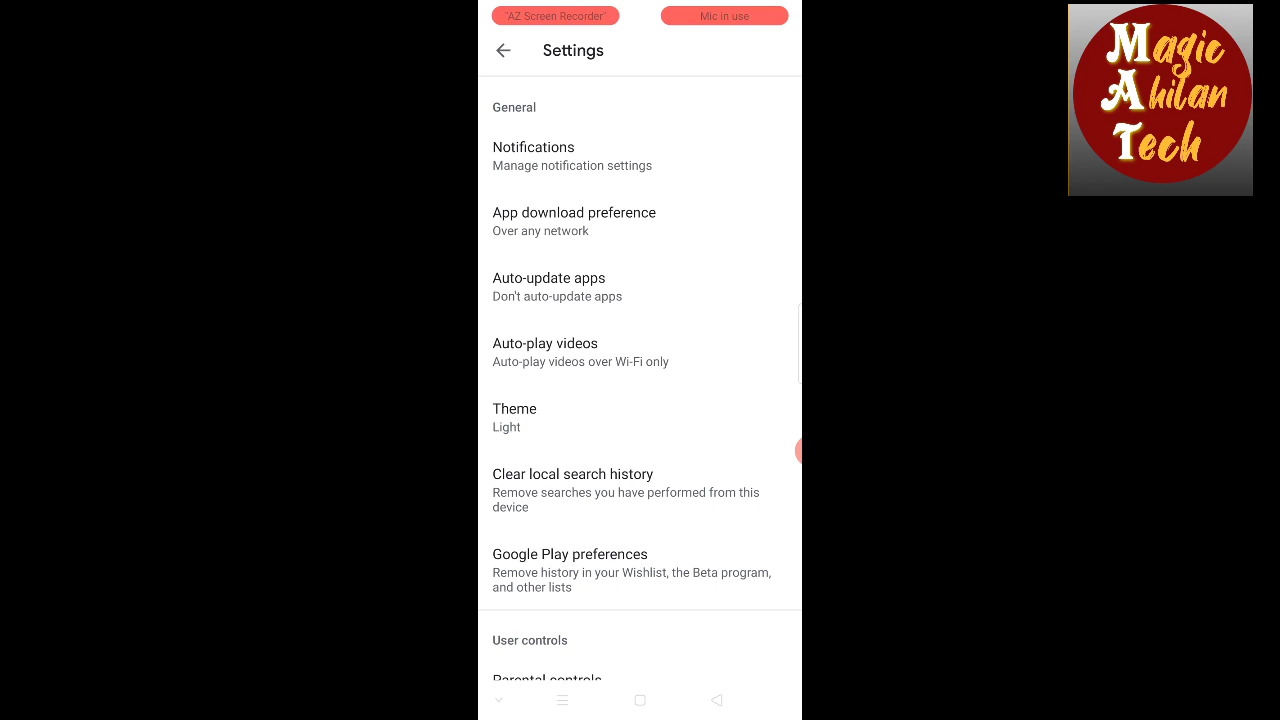 "AZ Screen Recorder"
Mic in use
Settings
General
Notifications
Manage notification settings
App download preference
Over any network
Auto-update apps
Don't auto-update apps
Auto-play videos
Auto-play videos over Wi-Fi only
Theme
Light
Clear local search history
Remove searches you have performed from this
device
Google Play preferences
Remove history in your Wishlist, the Beta program,
and other lists
User controls
Parental controls
Magic
Ahilan
Tech